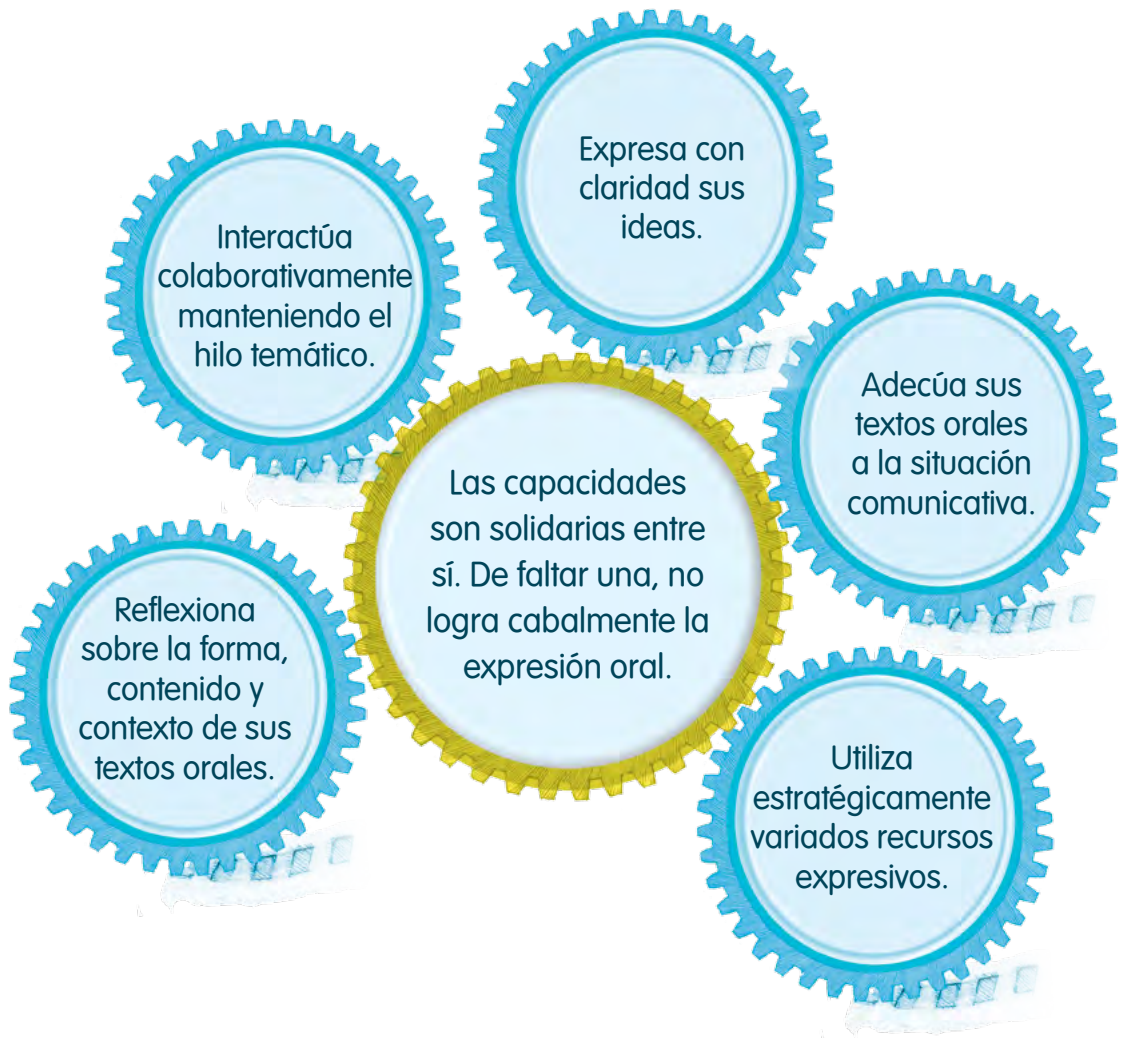 Expresa con
claridad sus
ideas.
Interactúa
colaborativamente
manteniendo el
hilo temático.
Adecúa sus
textos orales
a la situación
comunicativa.
Las capacidades
son solidarias entre
sí. De faltar una, no
logra cabalmente la
expresión oral.
Reflexiona
sobre la forma,
contenido y
contexto de sus
textos orales.
Utiliza
estratégicamente
variados recursos
expresivos.